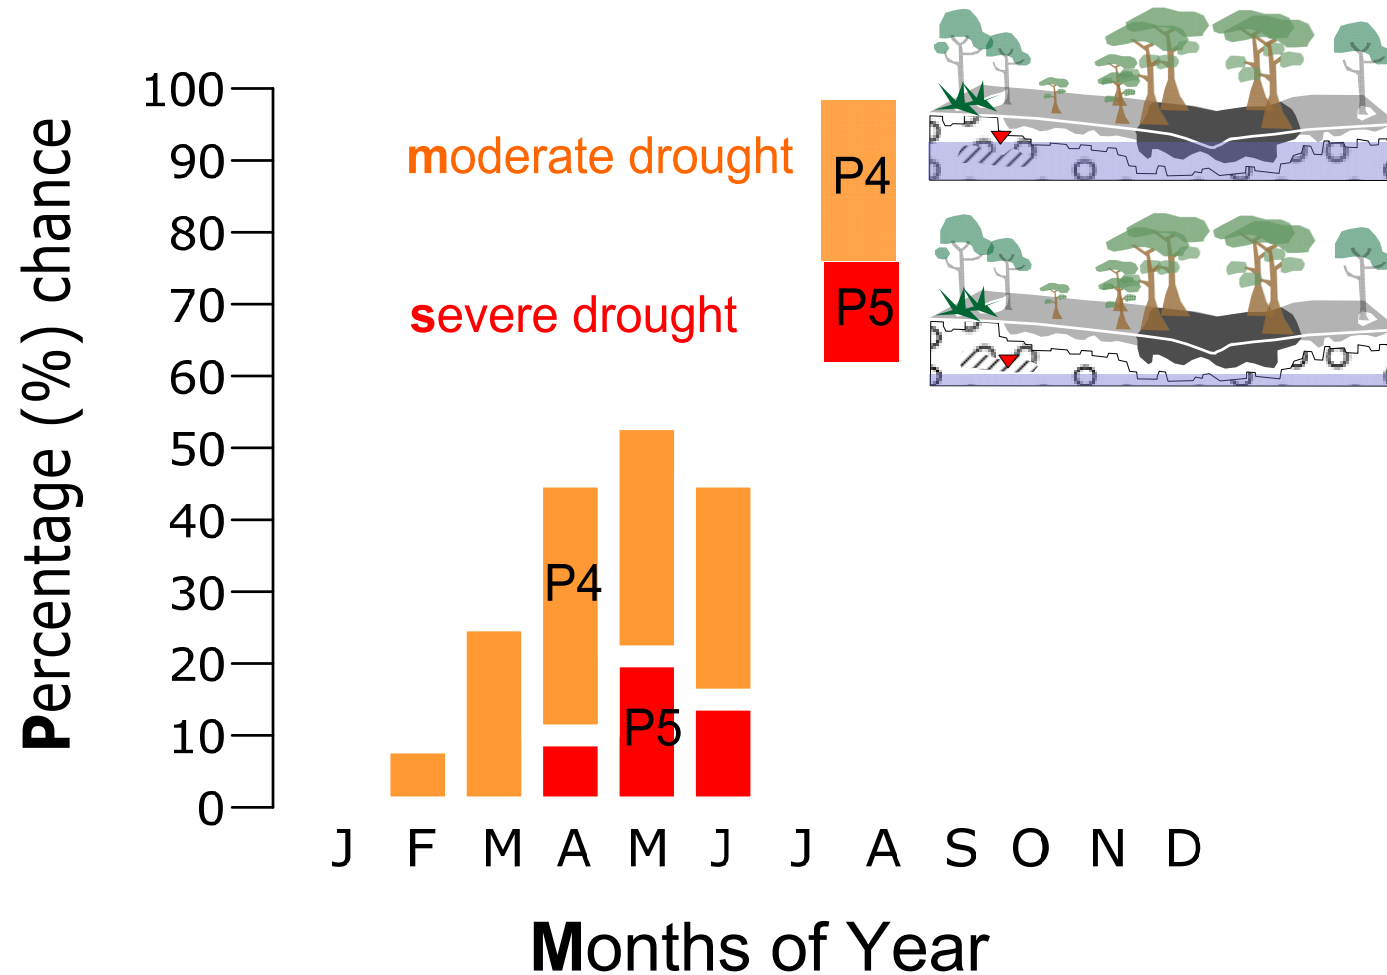 Percentage (%) chance
100
90
80
70
60
50
40
30
20
10
0
moderate drought
P4
severe drought
P5
P4
P5
J F M A M J J A S O N D
Months of Year